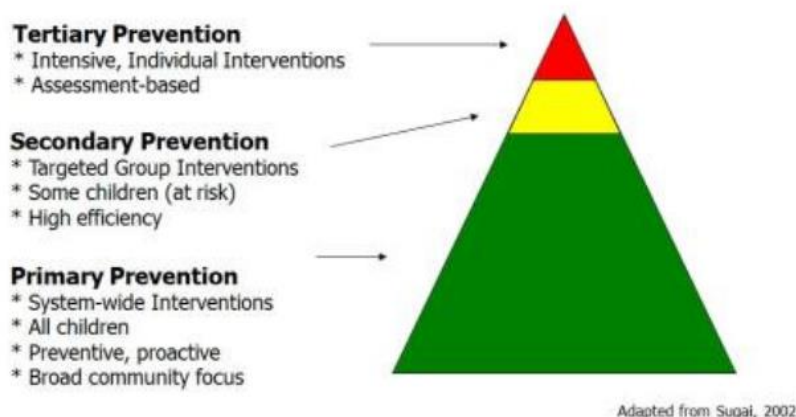 Tertiary Prevention
* Intensive, Individual Interventions
* Assessment-based
Secondary Prevention
* Targeted Group Interventions
* Some children (at risk)
* High efficiency
Primary Prevention
* System-wide Interventions
* All children
* Preventive, proactive
* Broad community focus
Adapted from Sugai, 2002